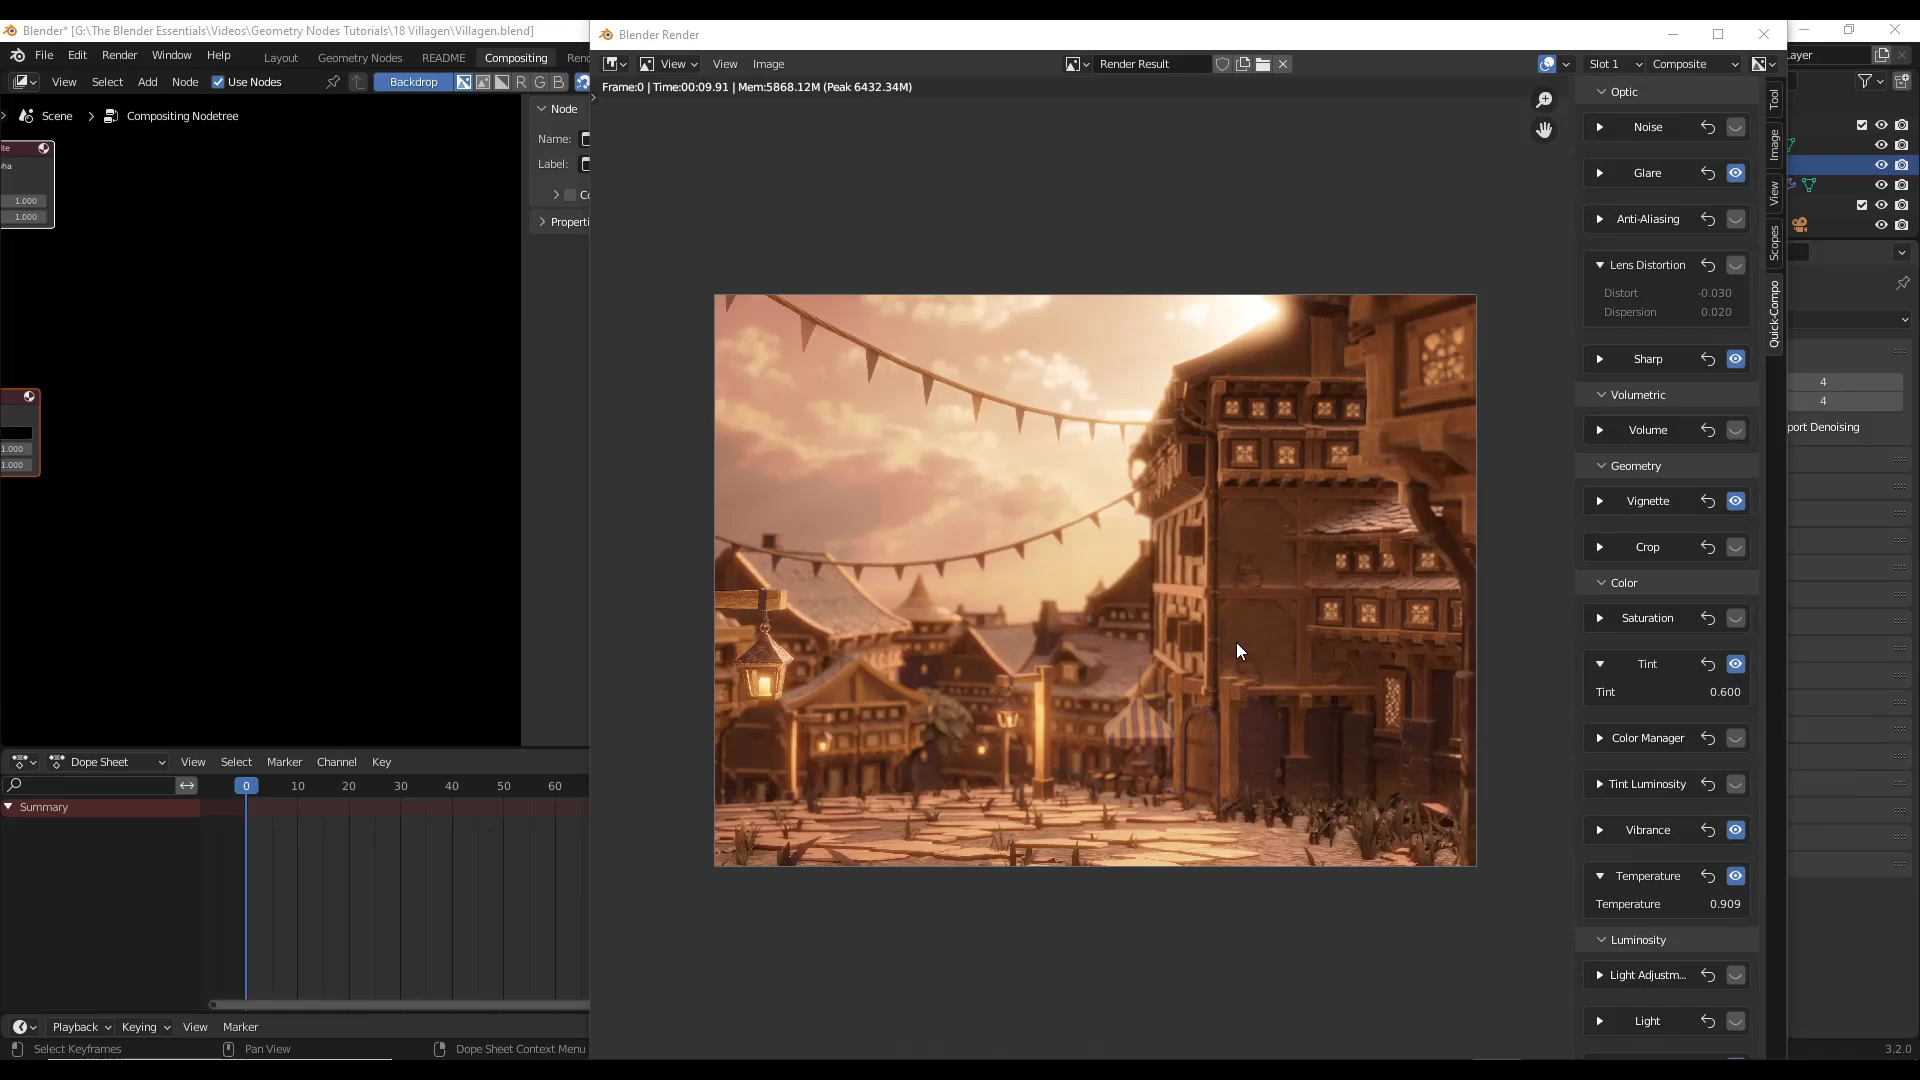 Blender* [G:\The Blender Essentials\Videos\Geometry Nodes Tutorials\18 Villagen\Villagen.blend]
File Edit Render Window Help Layout Geometry Nodes README Compositing
View Select Add Node Use Nodes Backdrop R G B
Scene > Compositing Nodetree
1.000
1.000
1.000
1.000
Node
Name:
Label:
Blender Render
View View Image Render Result Slot 1 Composite
Frame:0 | Time:00:09.91 | Mem:5868.12M (Peak 6432.34M)
Optic
Noise
Glare
Anti-Aliasing
Lens Distortion
Distort -0.030
Dispersion 0.020
Sharp
Volumetric
Volume
Geometry
Vignette
Crop
Color
Saturation
Tint
Tint 0.600
Color Manager
Tint Luminosity
Vibrance
Temperature
Temperature 0.909
Luminosity
Light Adjustm...
Light
Tool
Image
View
Scopes
Quick-Compo
ayer
4
4
port Denoising
Dope Sheet View Select Marker Channel Key
0 10 20 30 40 50 60
Summary
Playback Keying View Marker
Select Keyframes Pan View Dope Sheet Context Menu
3.2.0